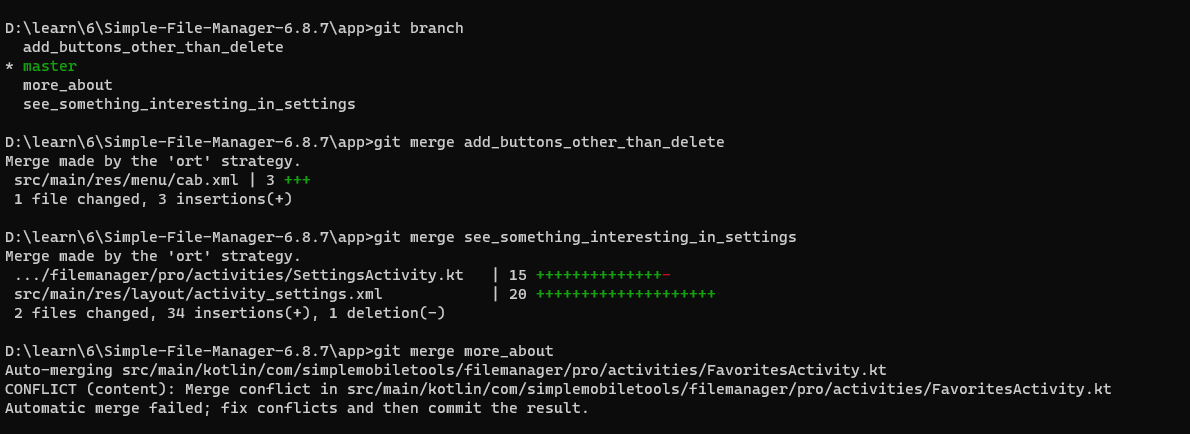 D:\learn\6\Simple-File-Manager-6.8.7\app>git branch
  add_buttons_other_than_delete
* master
  more_about
  see_something_interesting_in_settings
D:\learn\6\Simple-File-Manager-6.8.7\app>git merge add_buttons_other_than_delete
Merge made by the 'ort' strategy.
 src/main/res/menu/cab.xml | 3 +++
 1 file changed, 3 insertions(+)
D:\learn\6\Simple-File-Manager-6.8.7\app>git merge see_something_interesting_in_settings
Merge made by the 'ort' strategy.
 .../filemanager/pro/activities/SettingsActivity.kt   | 15 ++++++++++++++-
 src/main/res/layout/activity_settings.xml            | 20 ++++++++++++++++++++
 2 files changed, 34 insertions(+), 1 deletion(-)
D:\learn\6\Simple-File-Manager-6.8.7\app>git merge more_about
Auto-merging src/main/kotlin/com/simplemobiletools/filemanager/pro/activities/FavoritesActivity.kt
CONFLICT (content): Merge conflict in src/main/kotlin/com/simplemobiletools/filemanager/pro/activities/FavoritesActivity.kt
Automatic merge failed; fix conflicts and then commit the result.